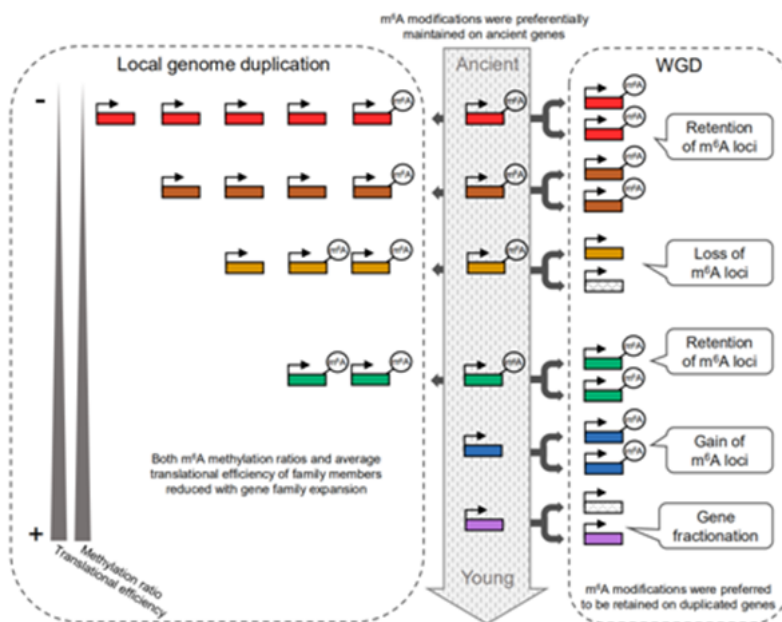 m⁶A modifications were preferentially
maintained on ancient genes
Local genome duplication
Ancient
WGD
-
m⁶A
m⁶A
m⁶A
m⁶A
Retention
of m⁶A loci
m⁶A
m⁶A
m⁶A
m⁶A
m⁶A
m⁶A
m⁶A
Loss of
m⁶A loci
m⁶A
m⁶A
m⁶A
m⁶A
m⁶A
Retention
of m⁶A loci
Both m⁶A methylation ratios and average
translational efficiency of family members
reduced with gene family expansion
m⁶A
m⁶A
Gain of
m⁶A loci
Gene
fractionation
+
Methylation ratio
Translational efficiency
Young
m⁶A modifications were preferred
to be retained on duplicated genes